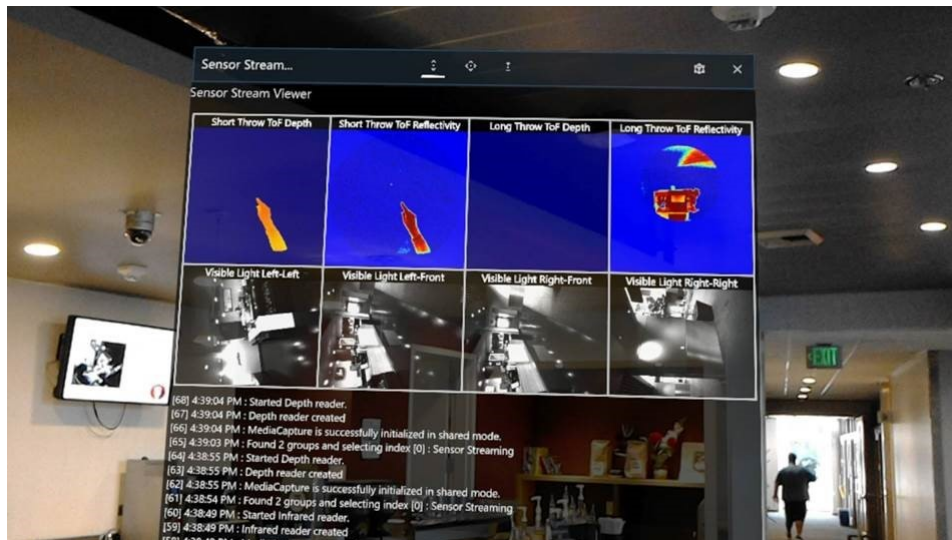 Sensor Stream...
Sensor Stream Viewer
Short Throw ToF Depth
Short Throw ToF Reflectivity
Long Throw ToF Depth
Long Throw ToF Reflectivity
Visible Light Left-Left
Visible Light Left-Front
Visible Light Right-Front
Visible Light Right-Right
EXIT
[68] 4:39:04 PM : Started Depth reader.
[67] 4:39:04 PM : Depth reader created
[66] 4:39:04 PM : MediaCapture is successfully initialized in shared mode.
[65] 4:39:03 PM : Found 2 groups and selecting index [0] : Sensor Streaming
[64] 4:38:55 PM : Started Depth reader.
[63] 4:38:55 PM : Depth reader created
[62] 4:38:55 PM : MediaCapture is successfully initialized in shared mode.
[61] 4:38:54 PM : Found 2 groups and selecting index [0] : Sensor Streaming
[60] 4:38:49 PM : Started Infrared reader.
[59] 4:38:49 PM : Infrared reader created